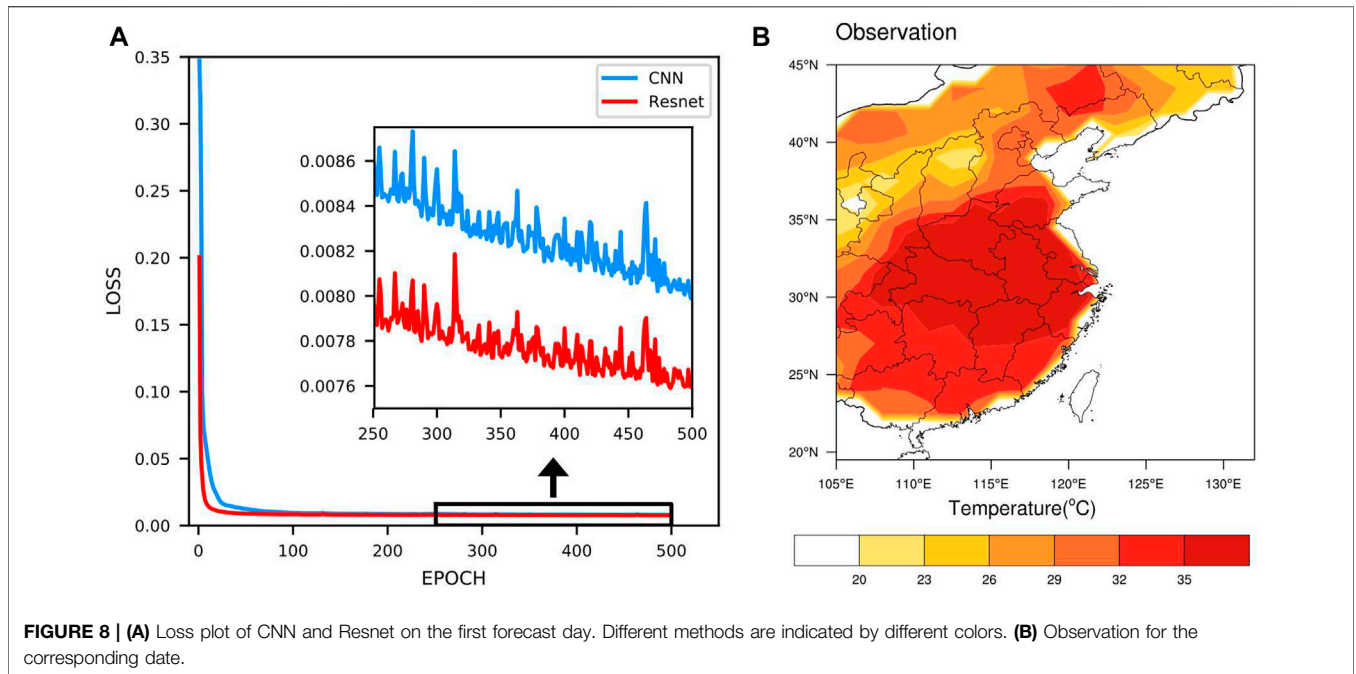 A
0.35
0.30
0.25
0.20
0.15
0.10
0.05
0.00
LOSS
CNN
Resnet
0.0086
0.0084
0.0082
0.0080
0.0078
0.0076
250 300 350 400 450 500
0 100 200 300 400 500
EPOCH
B Observation
45°N
40°N
35°N
30°N
25°N
20°N
105°E 110°E 115°E 120°E 125°E 130°E
Temperature(°C)
20 23 26 29 32 35
FIGURE 8 | (A) Loss plot of CNN and Resnet on the first forecast day. Different methods are indicated by different colors. (B) Observation for the
corresponding date.